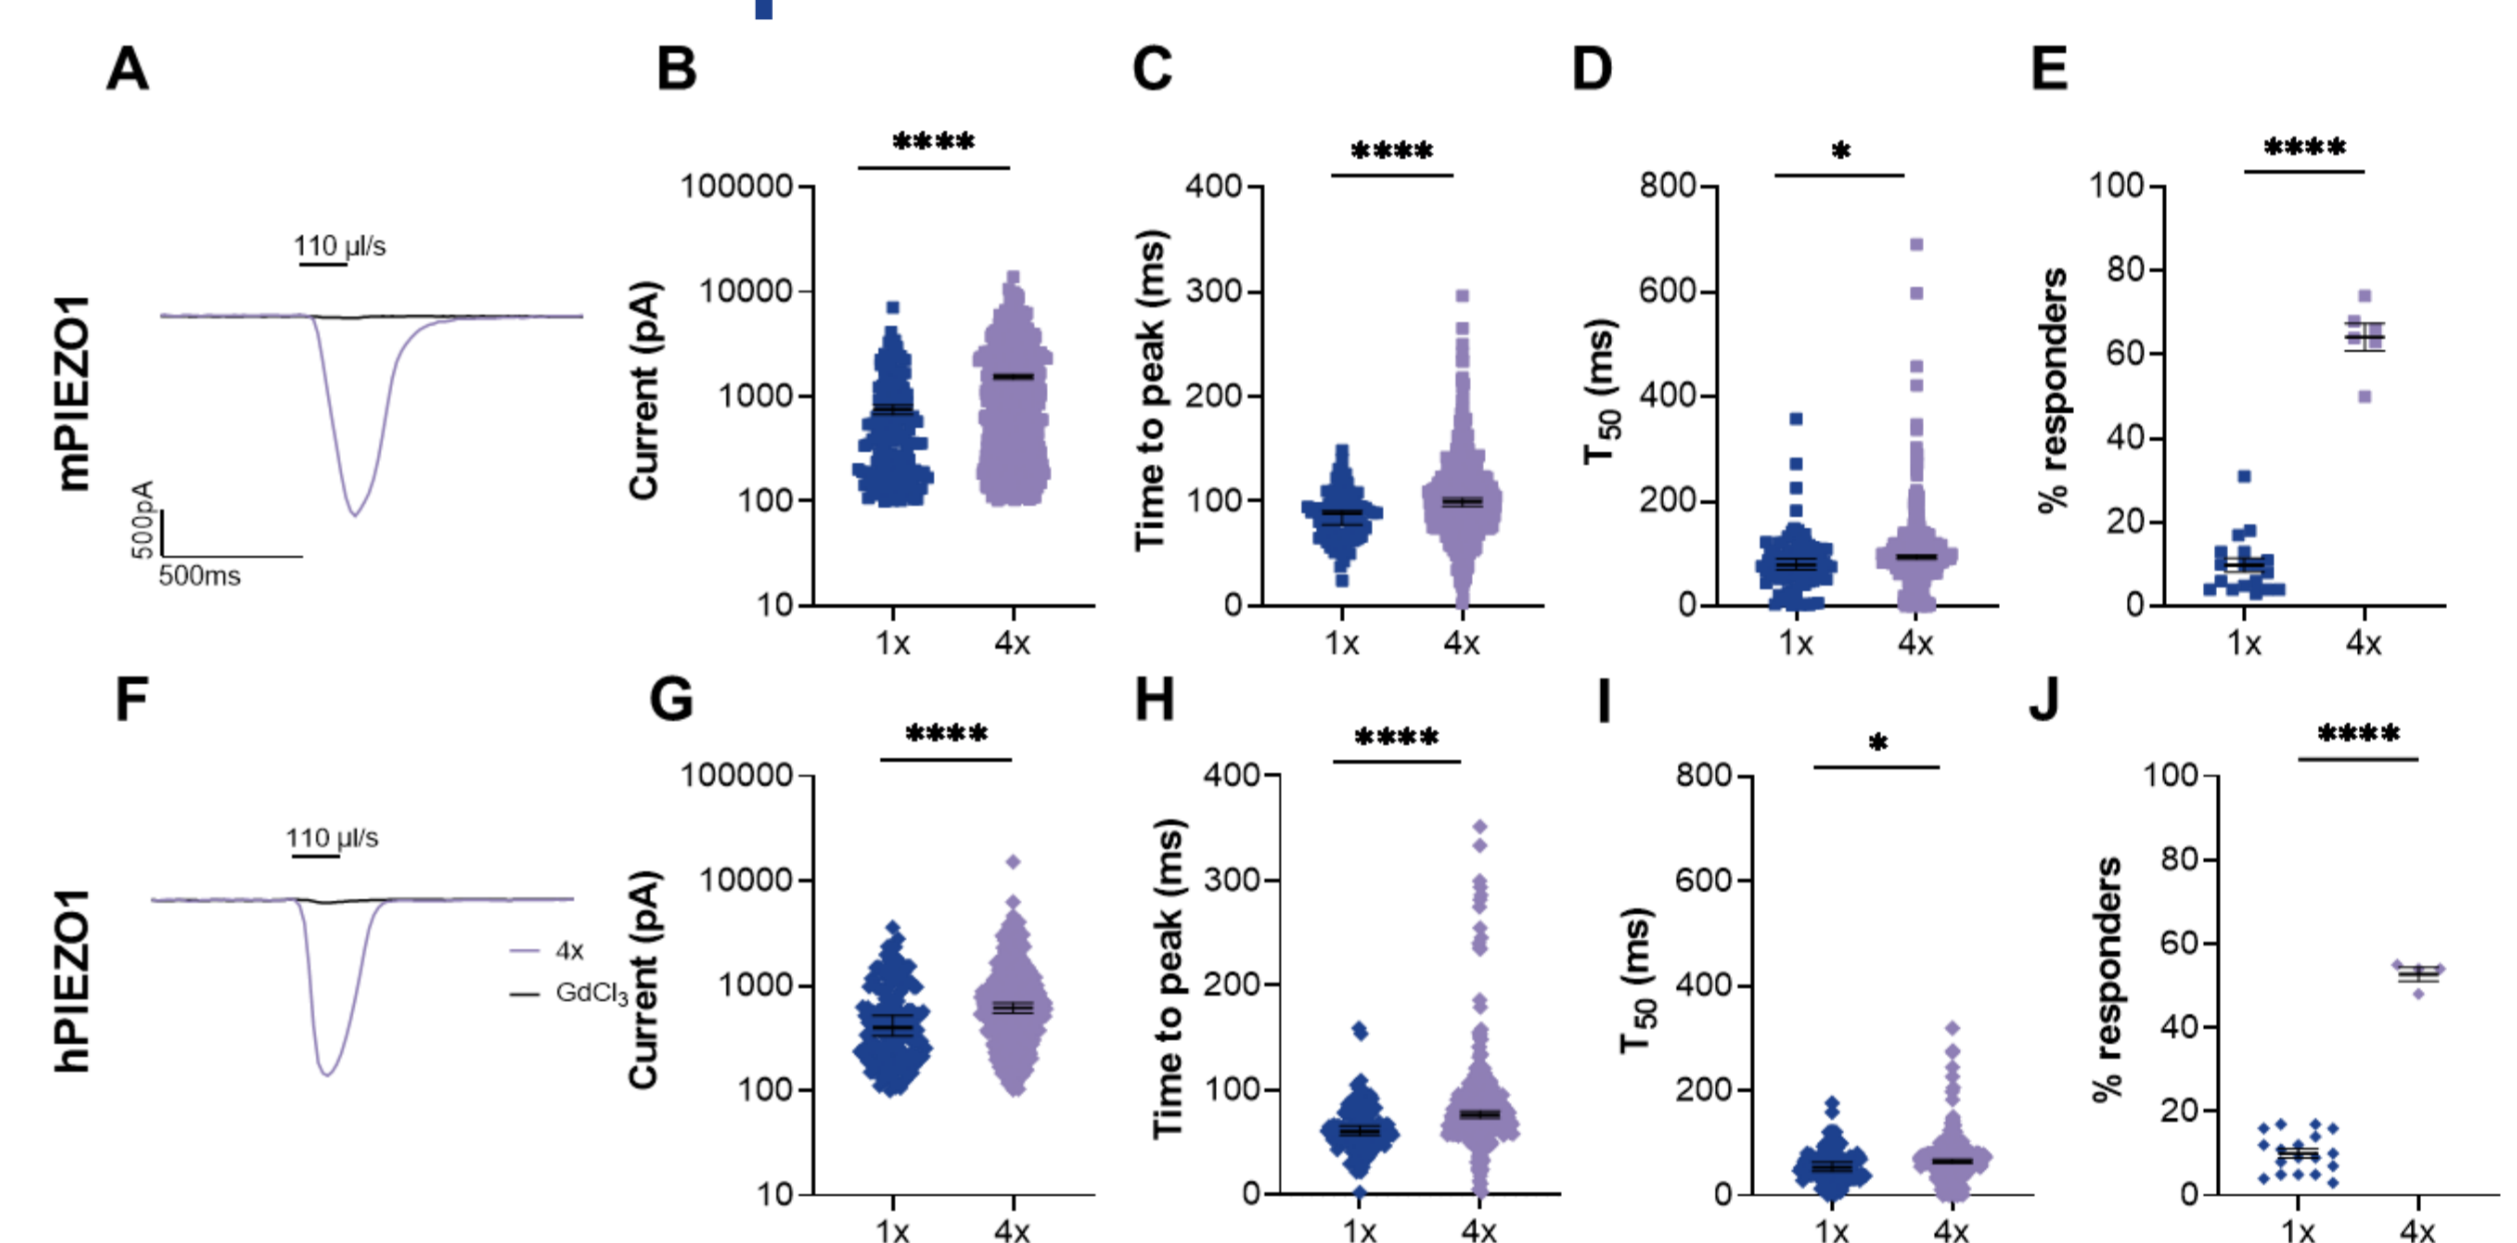 A
B
C
D
E
mPIEZO1
110 µl/s
500pA
500ms
****
Current (pA)
100000
10000
1000
100
10
1x
4x
****
Time to peak (ms)
400
300
200
100
0
1x
4x
*
T50 (ms)
800
600
400
200
0
1x
4x
****
% responders
100
80
60
40
20
0
1x
4x
F
G
H
I
J
hPIEZO1
110 µl/s
4x
GdCl3
****
Current (pA)
100000
10000
1000
100
10
1x
4x
****
Time to peak (ms)
400
300
200
100
0
1x
4x
*
T50 (ms)
800
600
400
200
0
1x
4x
****
% responders
100
80
60
40
20
0
1x
4x